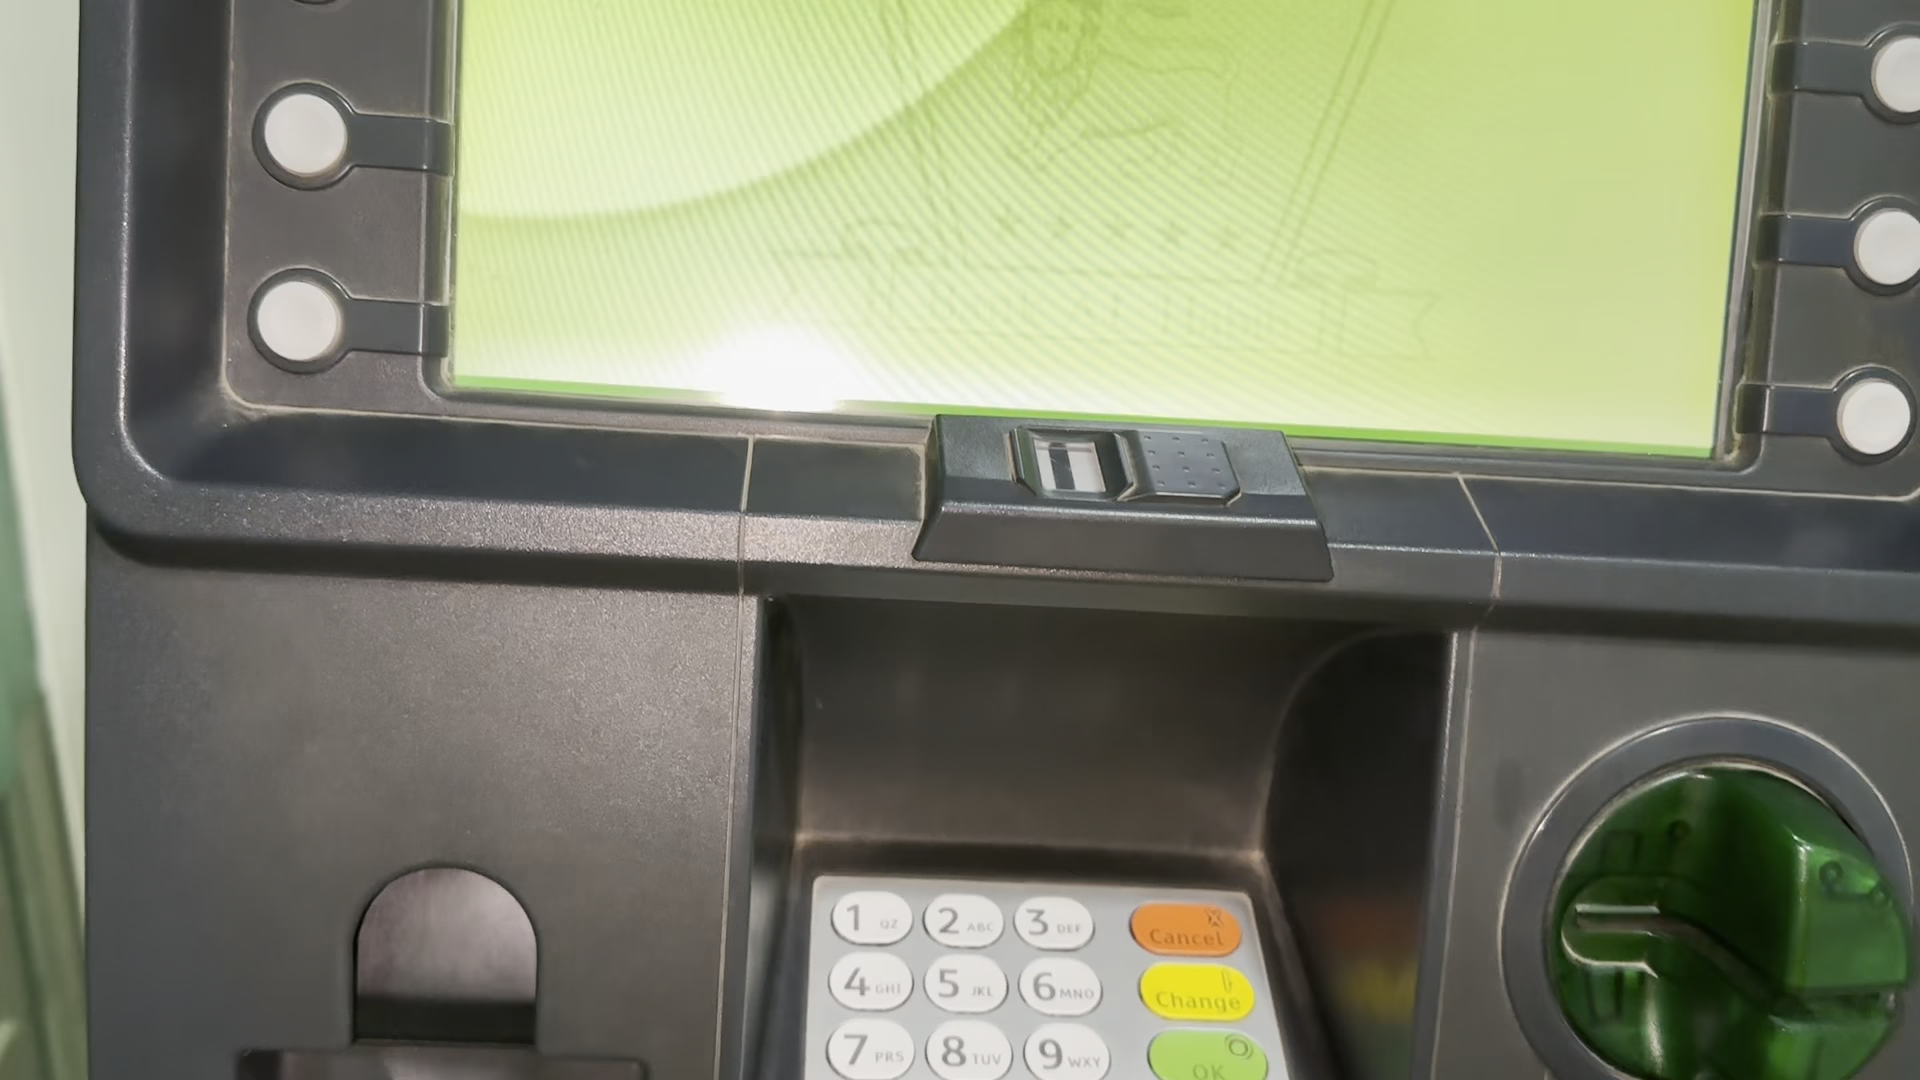 1 QZ 2 ABC 3 DEF Cancel
4 GHI 5 JKL 6 MNO Change
7 PRS 8 TUV 9 WXY OK